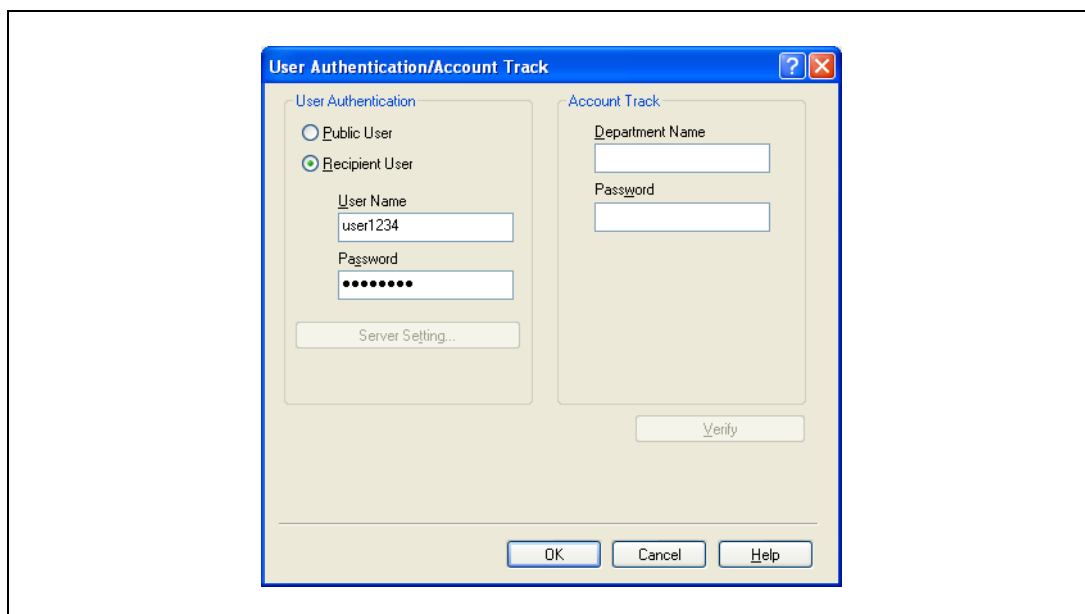 User Authentication/Account Track
User Authentication
Public User
Recipient User
User Name
user1234
Password
••••••••
Server Setting...
Account Track
Department Name
Password
Verify
OK
Cancel
Help